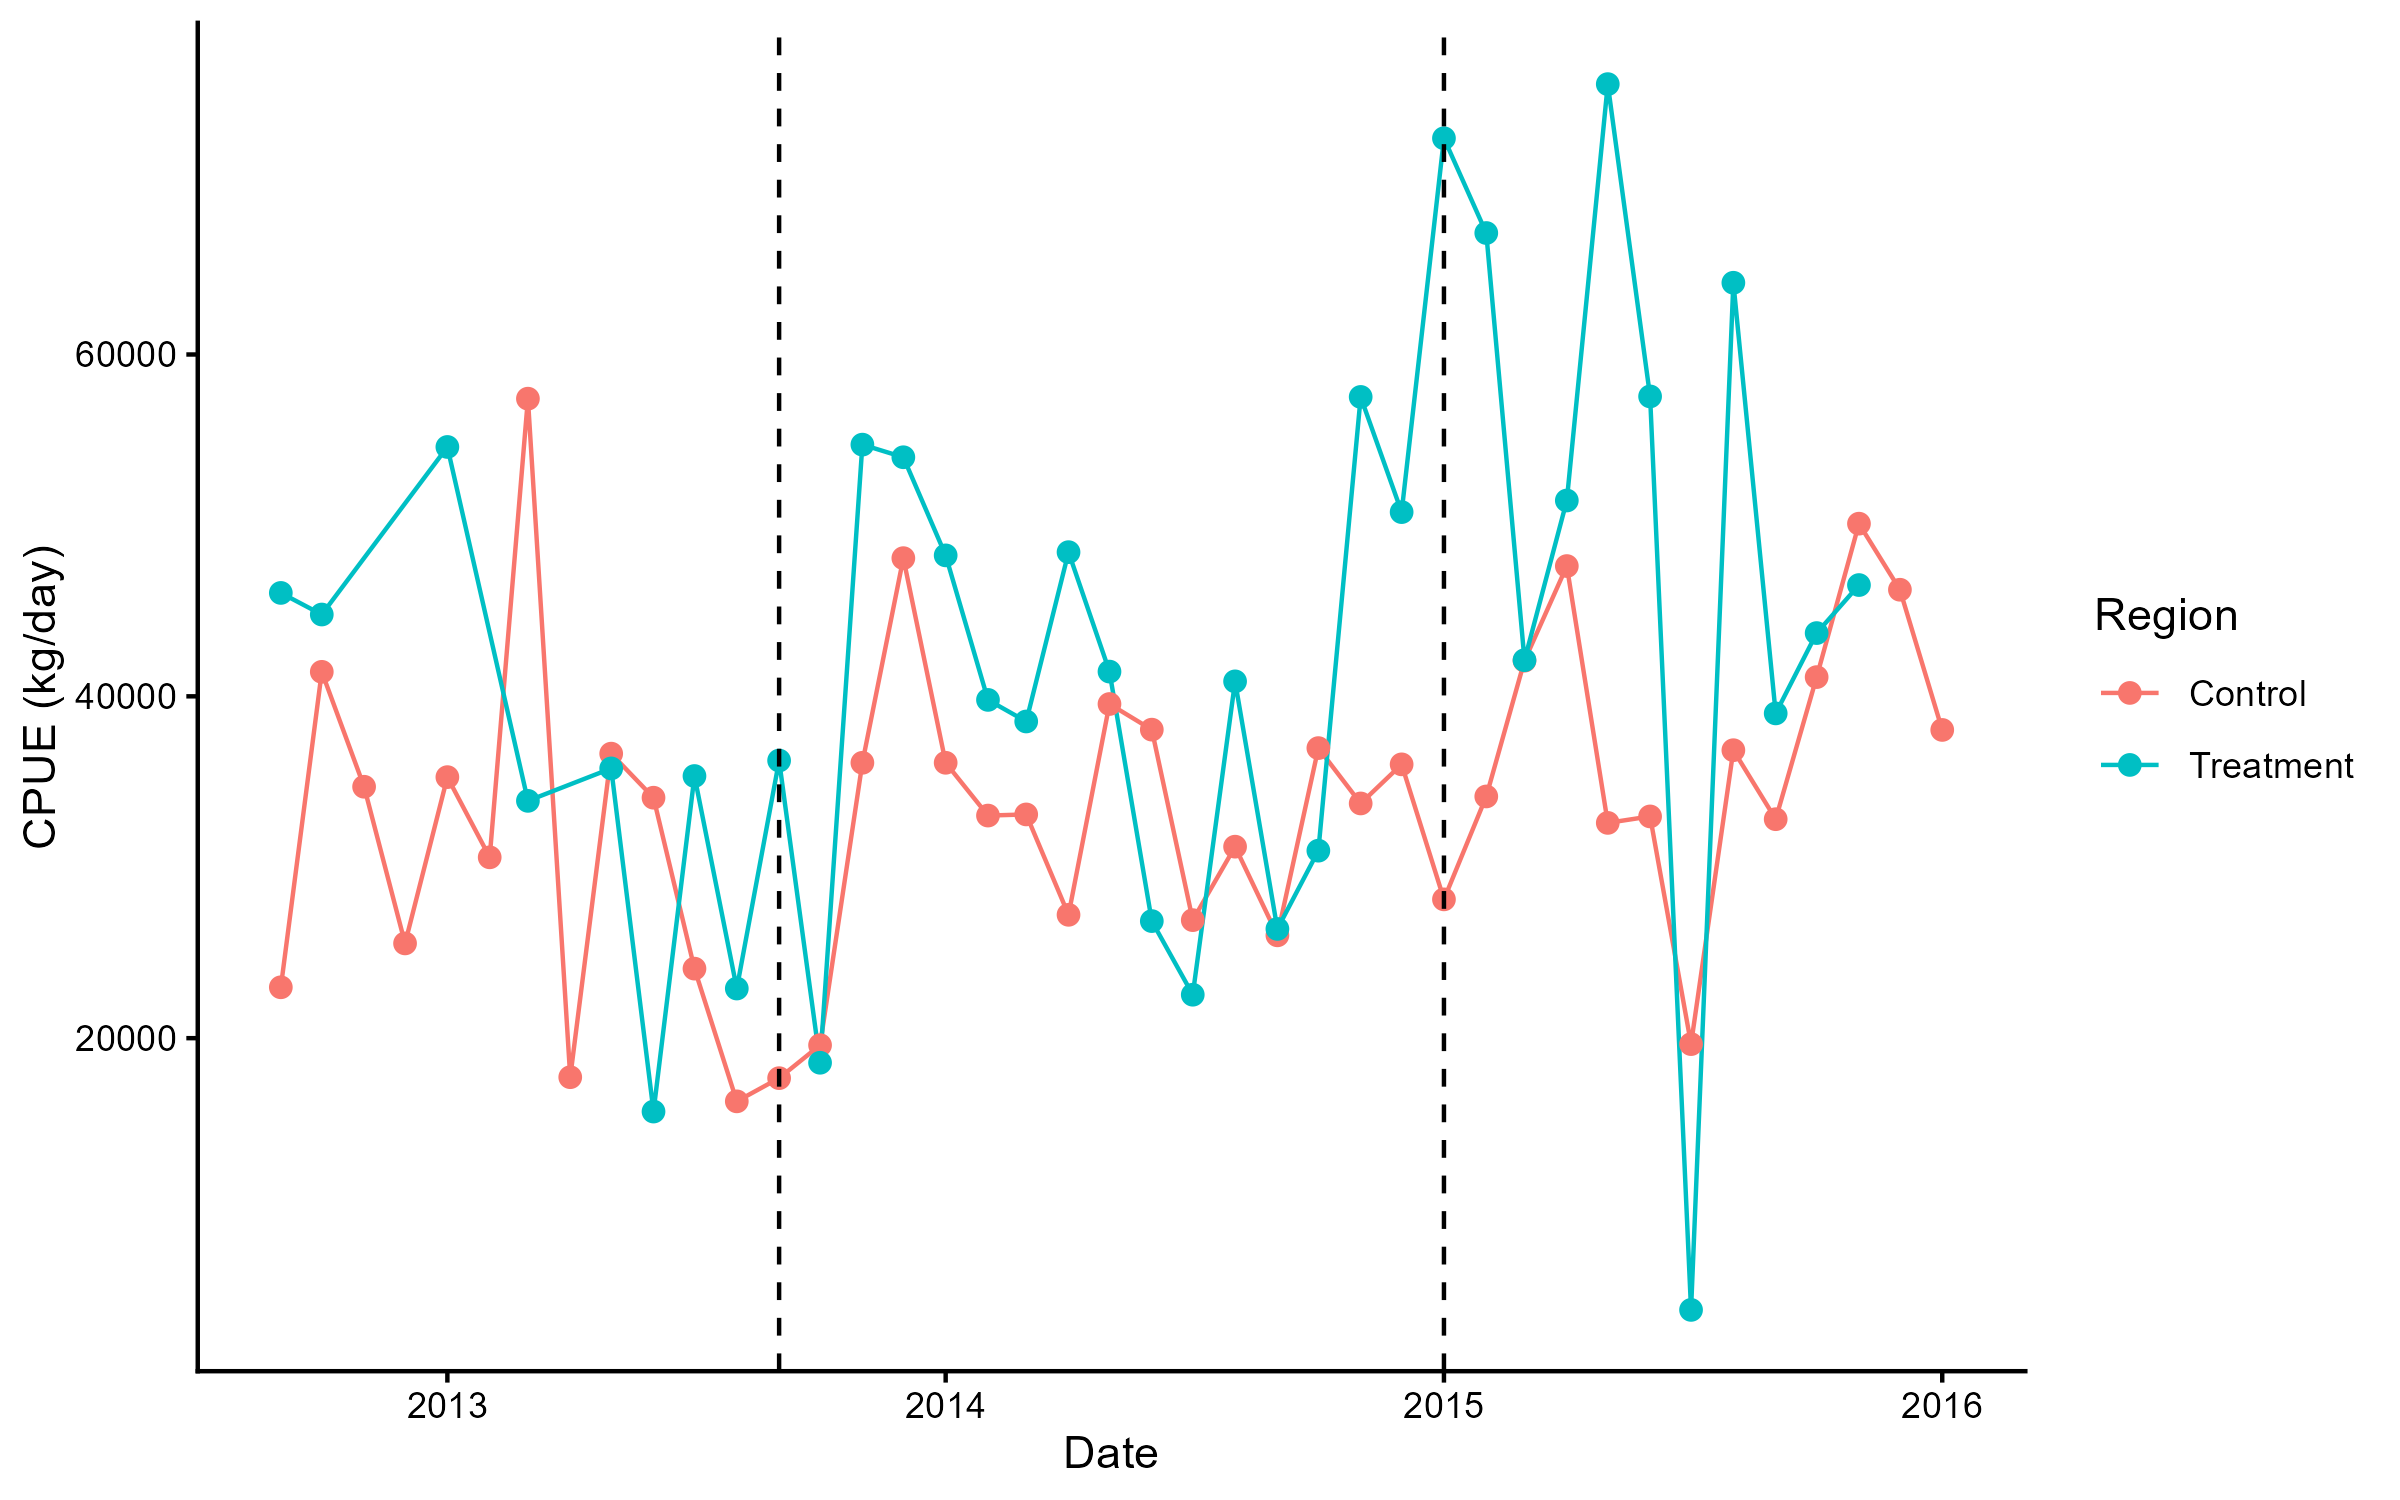 CPUE (kg/day)
60000
40000
20000
2013
2014
2015
2016
Date
Region
Control
Treatment